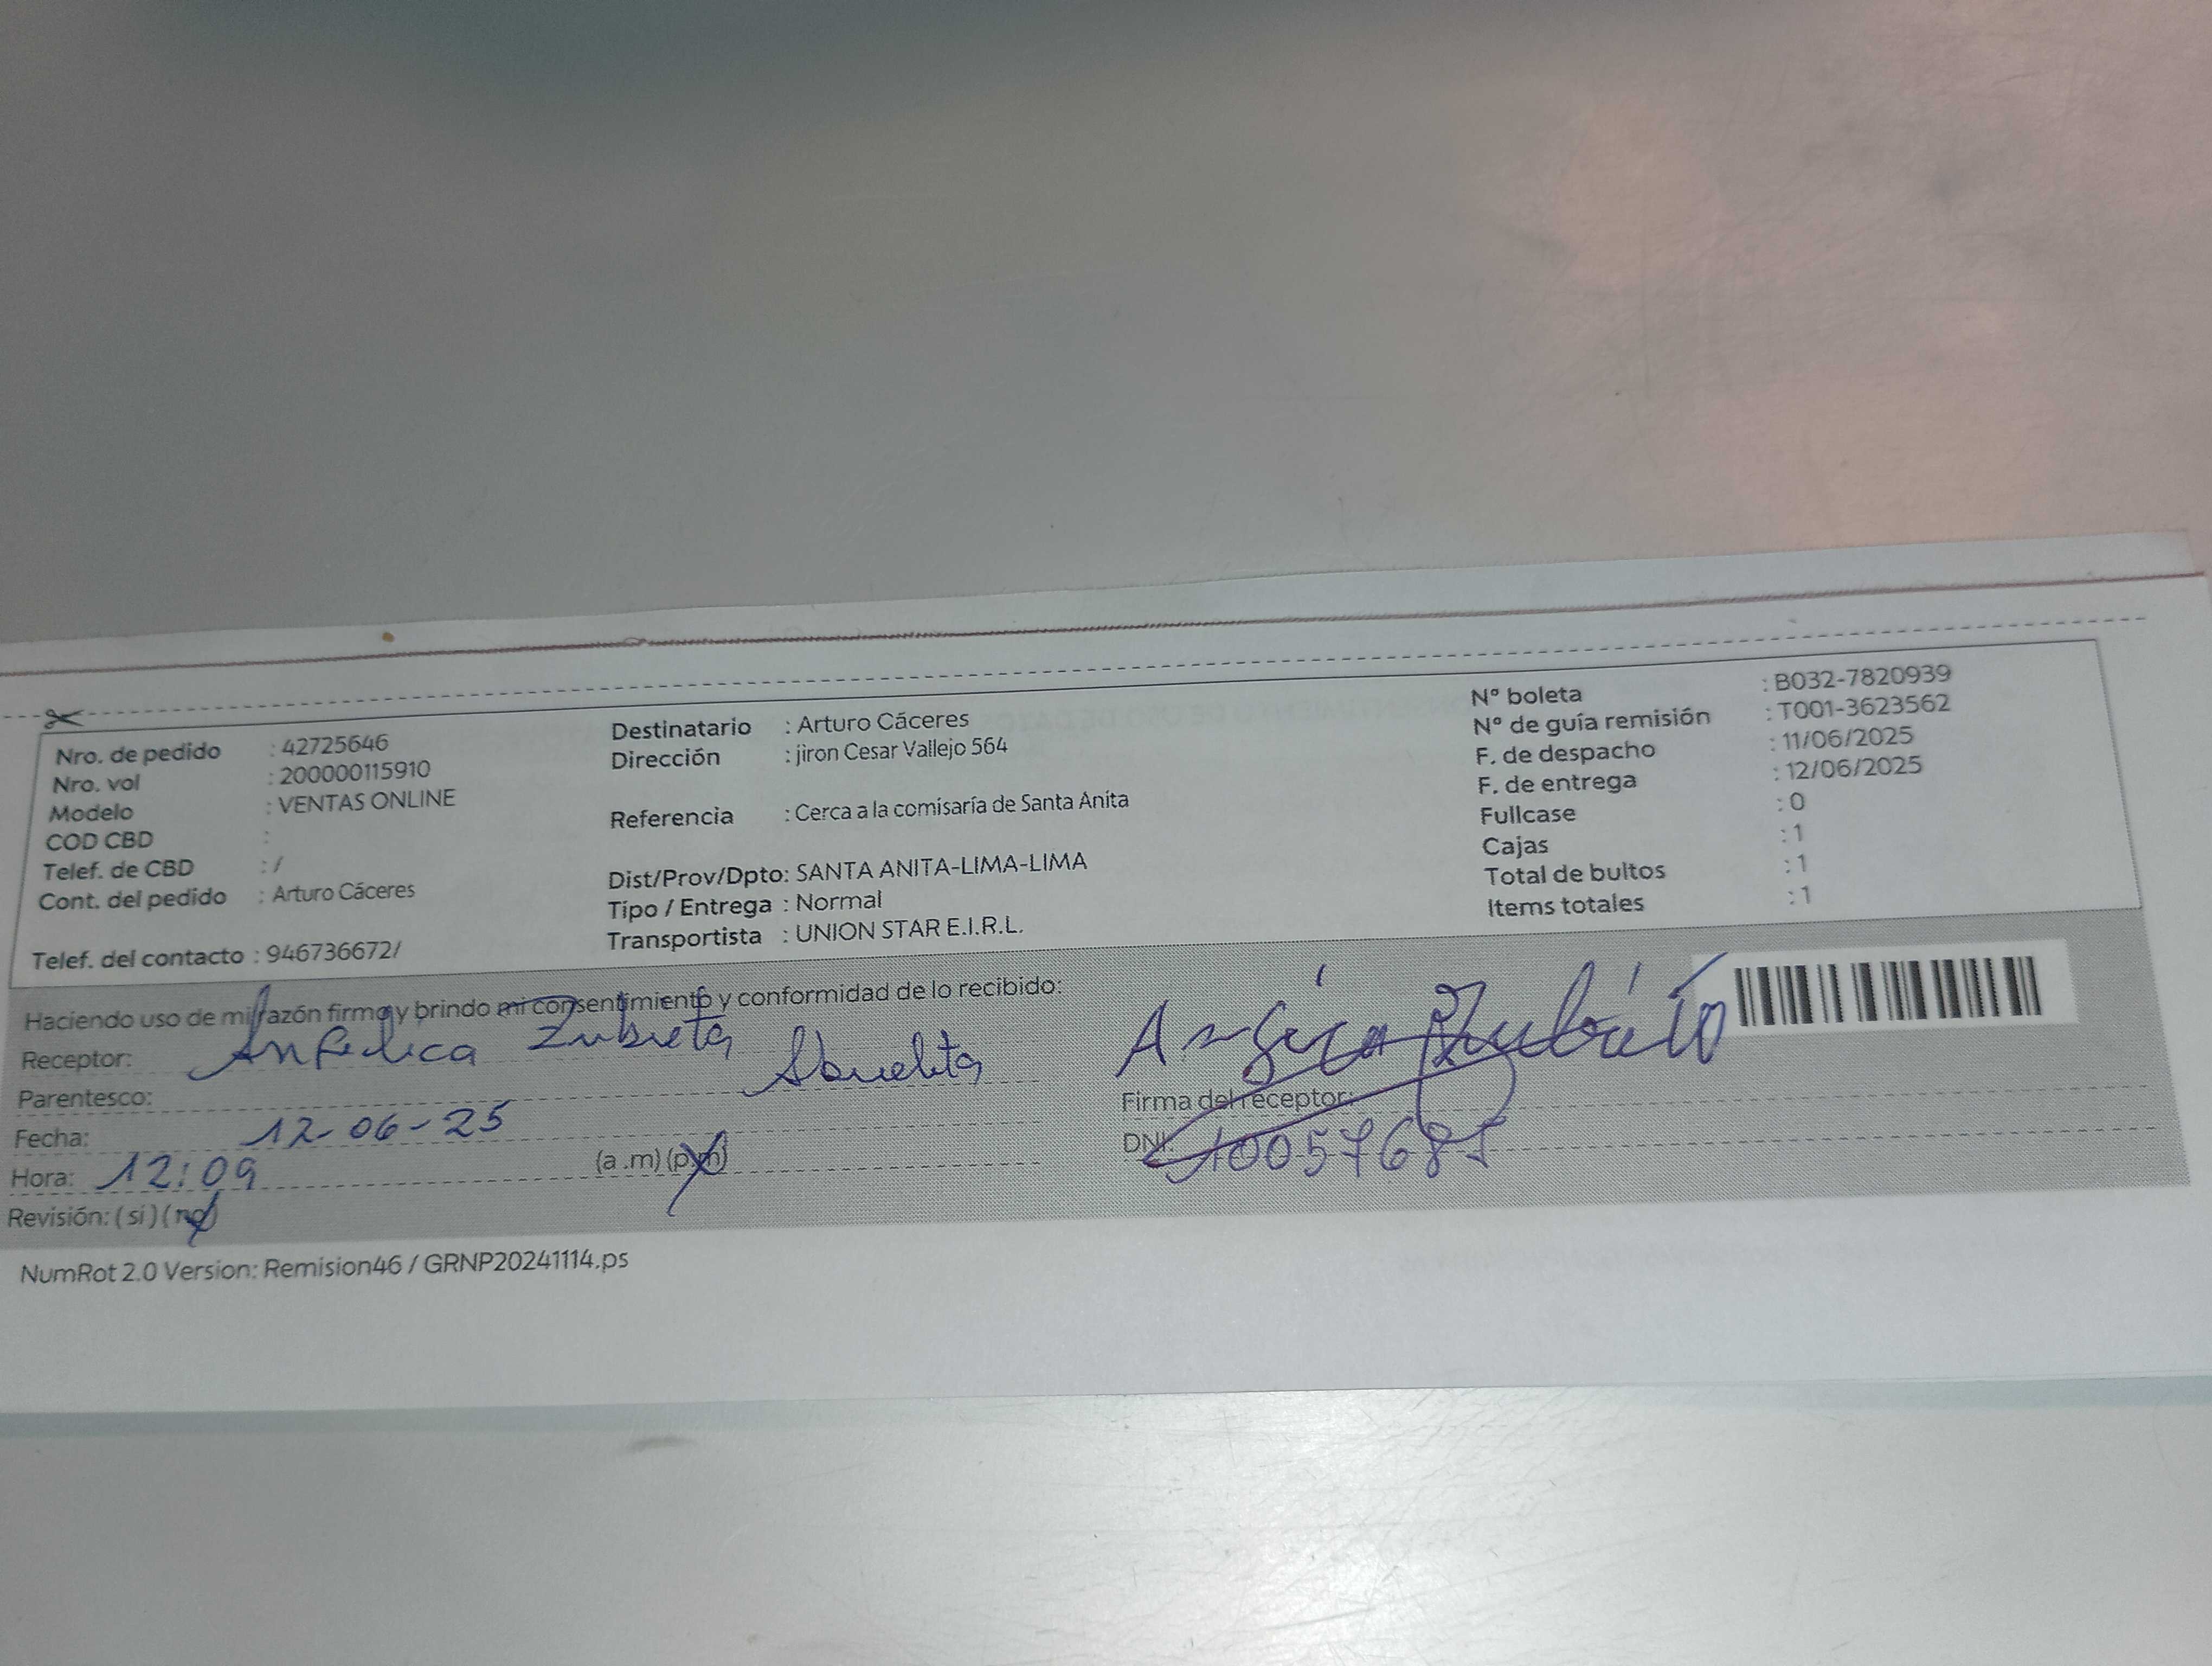 Nro. de pedido : 42725646
Nro. vol : 200000115910
Modelo : VENTAS ONLINE
COD CBD :
Telef. de CBD : /
Cont. del pedido : Arturo Cáceres
Telef. del contacto : 946736672/
Destinatario : Arturo Cáceres
Dirección : jiron Cesar Vallejo 564
Referencia : Cerca a la comisaría de Santa Anita
Dist/Prov/Dpto: SANTA ANITA-LIMA-LIMA
Tipo / Entrega : Normal
Transportista : UNION STAR E.I.R.L.
N° boleta : B032-7820939
N° de guía remisión : T001-3623562
F. de despacho : 11/06/2025
F. de entrega : 12/06/2025
Fullcase : 0
Cajas : 1
Total de bultos : 1
Items totales : 1
Haciendo uso de mi razón firmo y brindo mi consentimiento y conformidad de lo recibido:
Receptor: Angelica Zubieta
Parentesco: Abuelita
Fecha: 12-06-25
Hora: 12:09 (a.m) (p.m)
Revisión: (si) (no)
Firma del receptor:
DNI:
NumRot 2.0 Version: Remision46 / GRNP20241114.ps